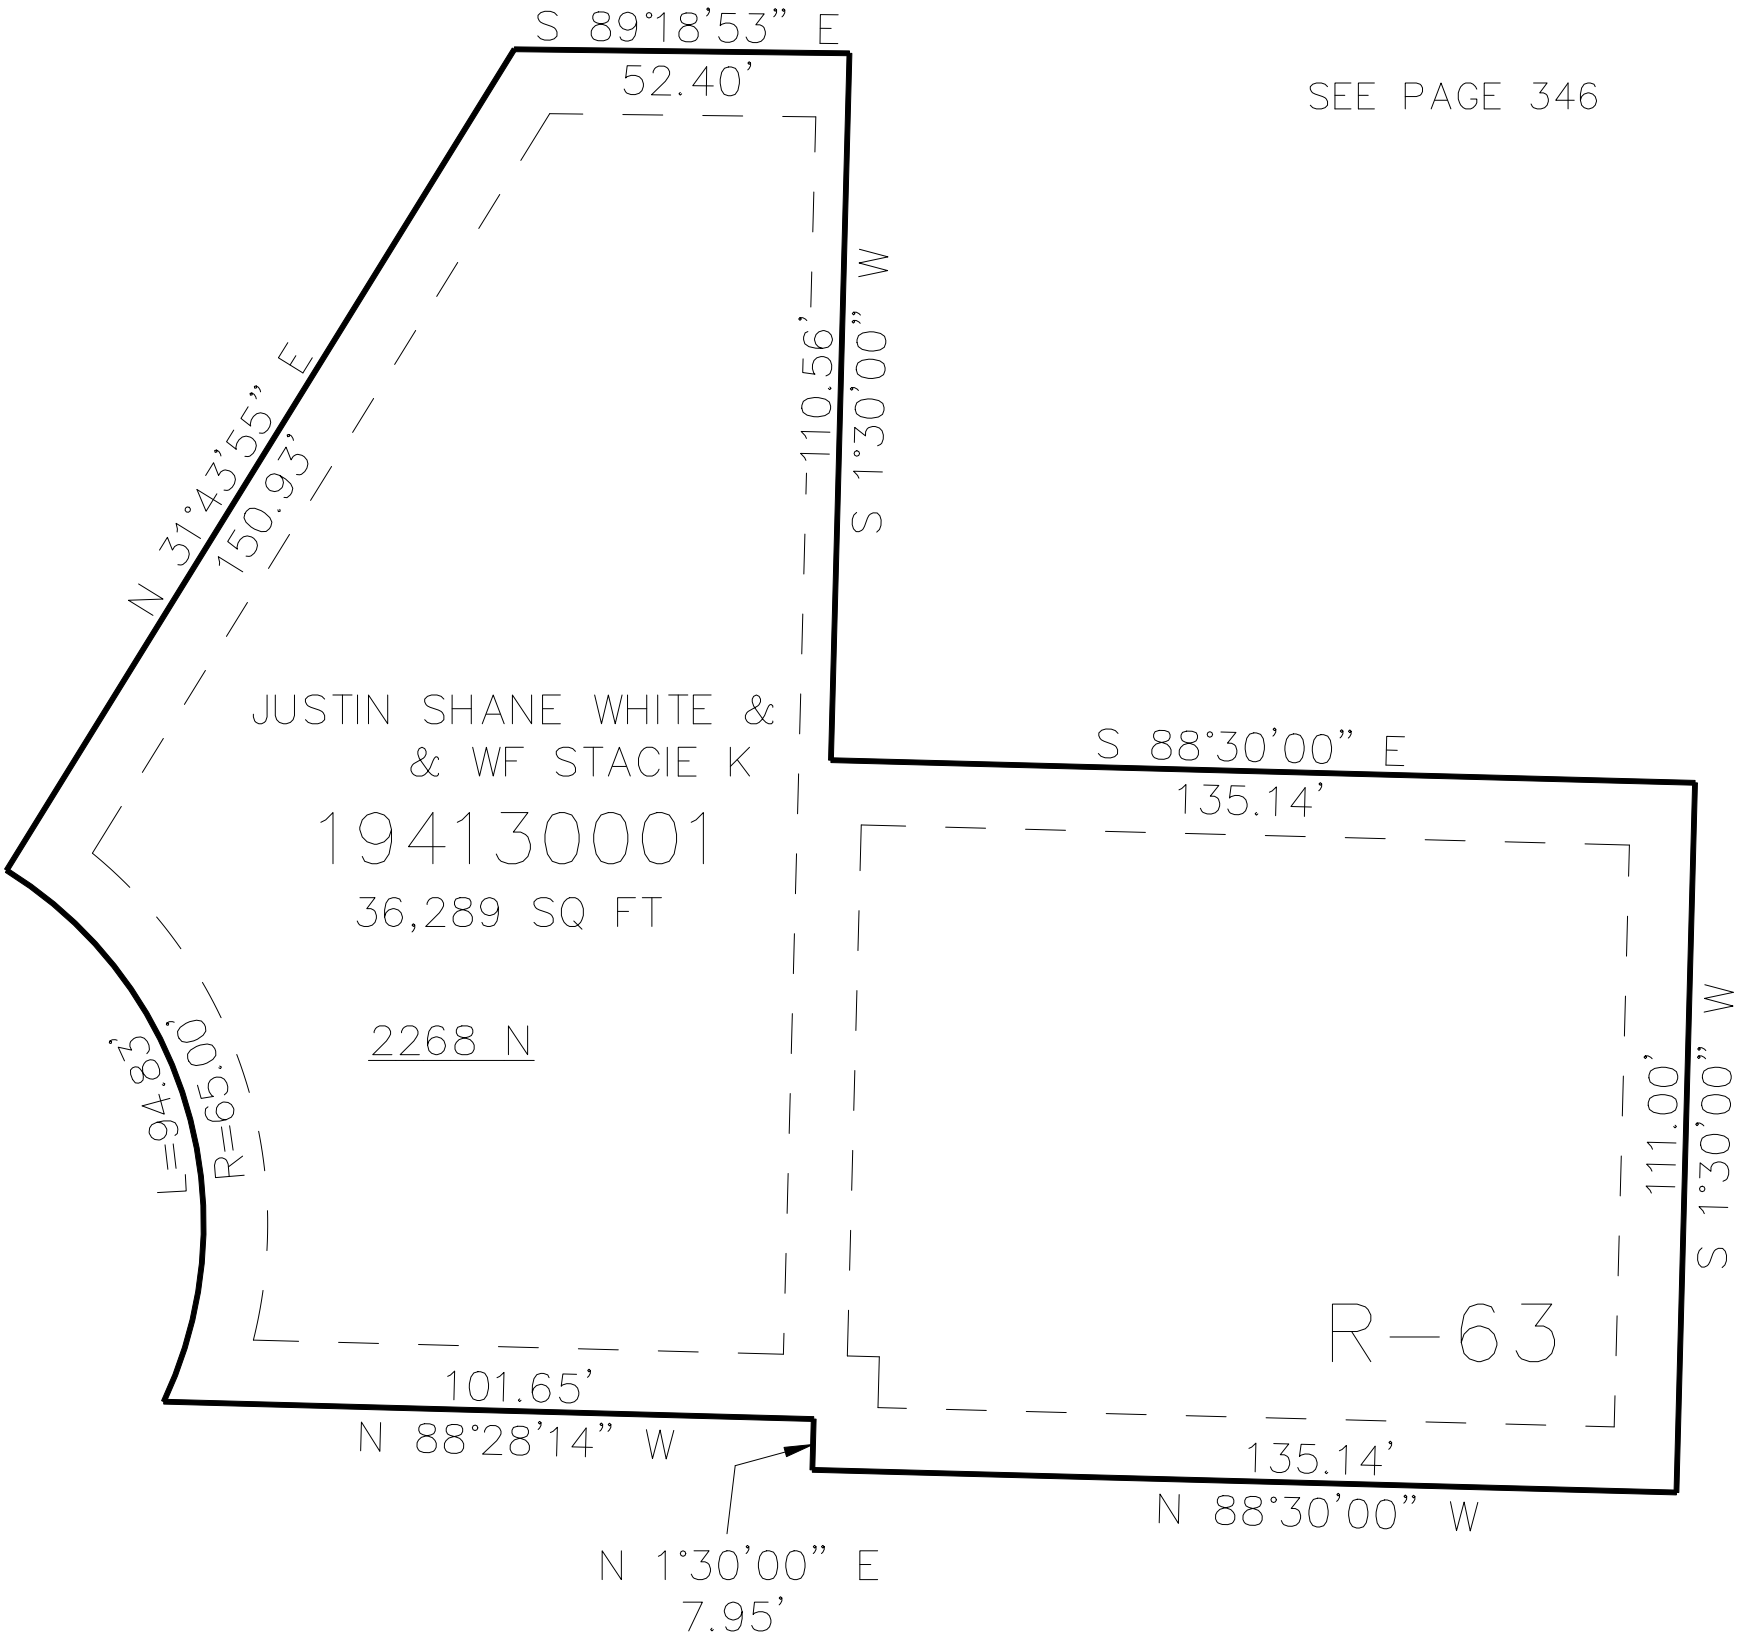 S 89°18'53" E
52.40'
SEE PAGE 346
N 31°43'55" E
150.93'
110.56'
S 1°30'00" W
JUSTIN SHANE WHITE &
& WF STACIE K
194130001
36,289 SQ FT
2268 N
S 88°30'00" E
135.14'
L=94.83'
R=65.00'
111.00'
S 1°30'00" W
R-63
101.65'
N 88°28'14" W
135.14'
N 88°30'00" W
N 1°30'00" E
7.95'